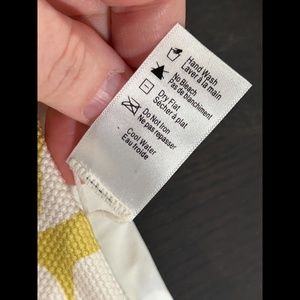 Hand Wash
Laver à la main
No Bleach
Pas de blanchiment
Dry Flat
Sécher à plat
Do Not Iron
Ne pas repasser
Cool Water
Eau froide